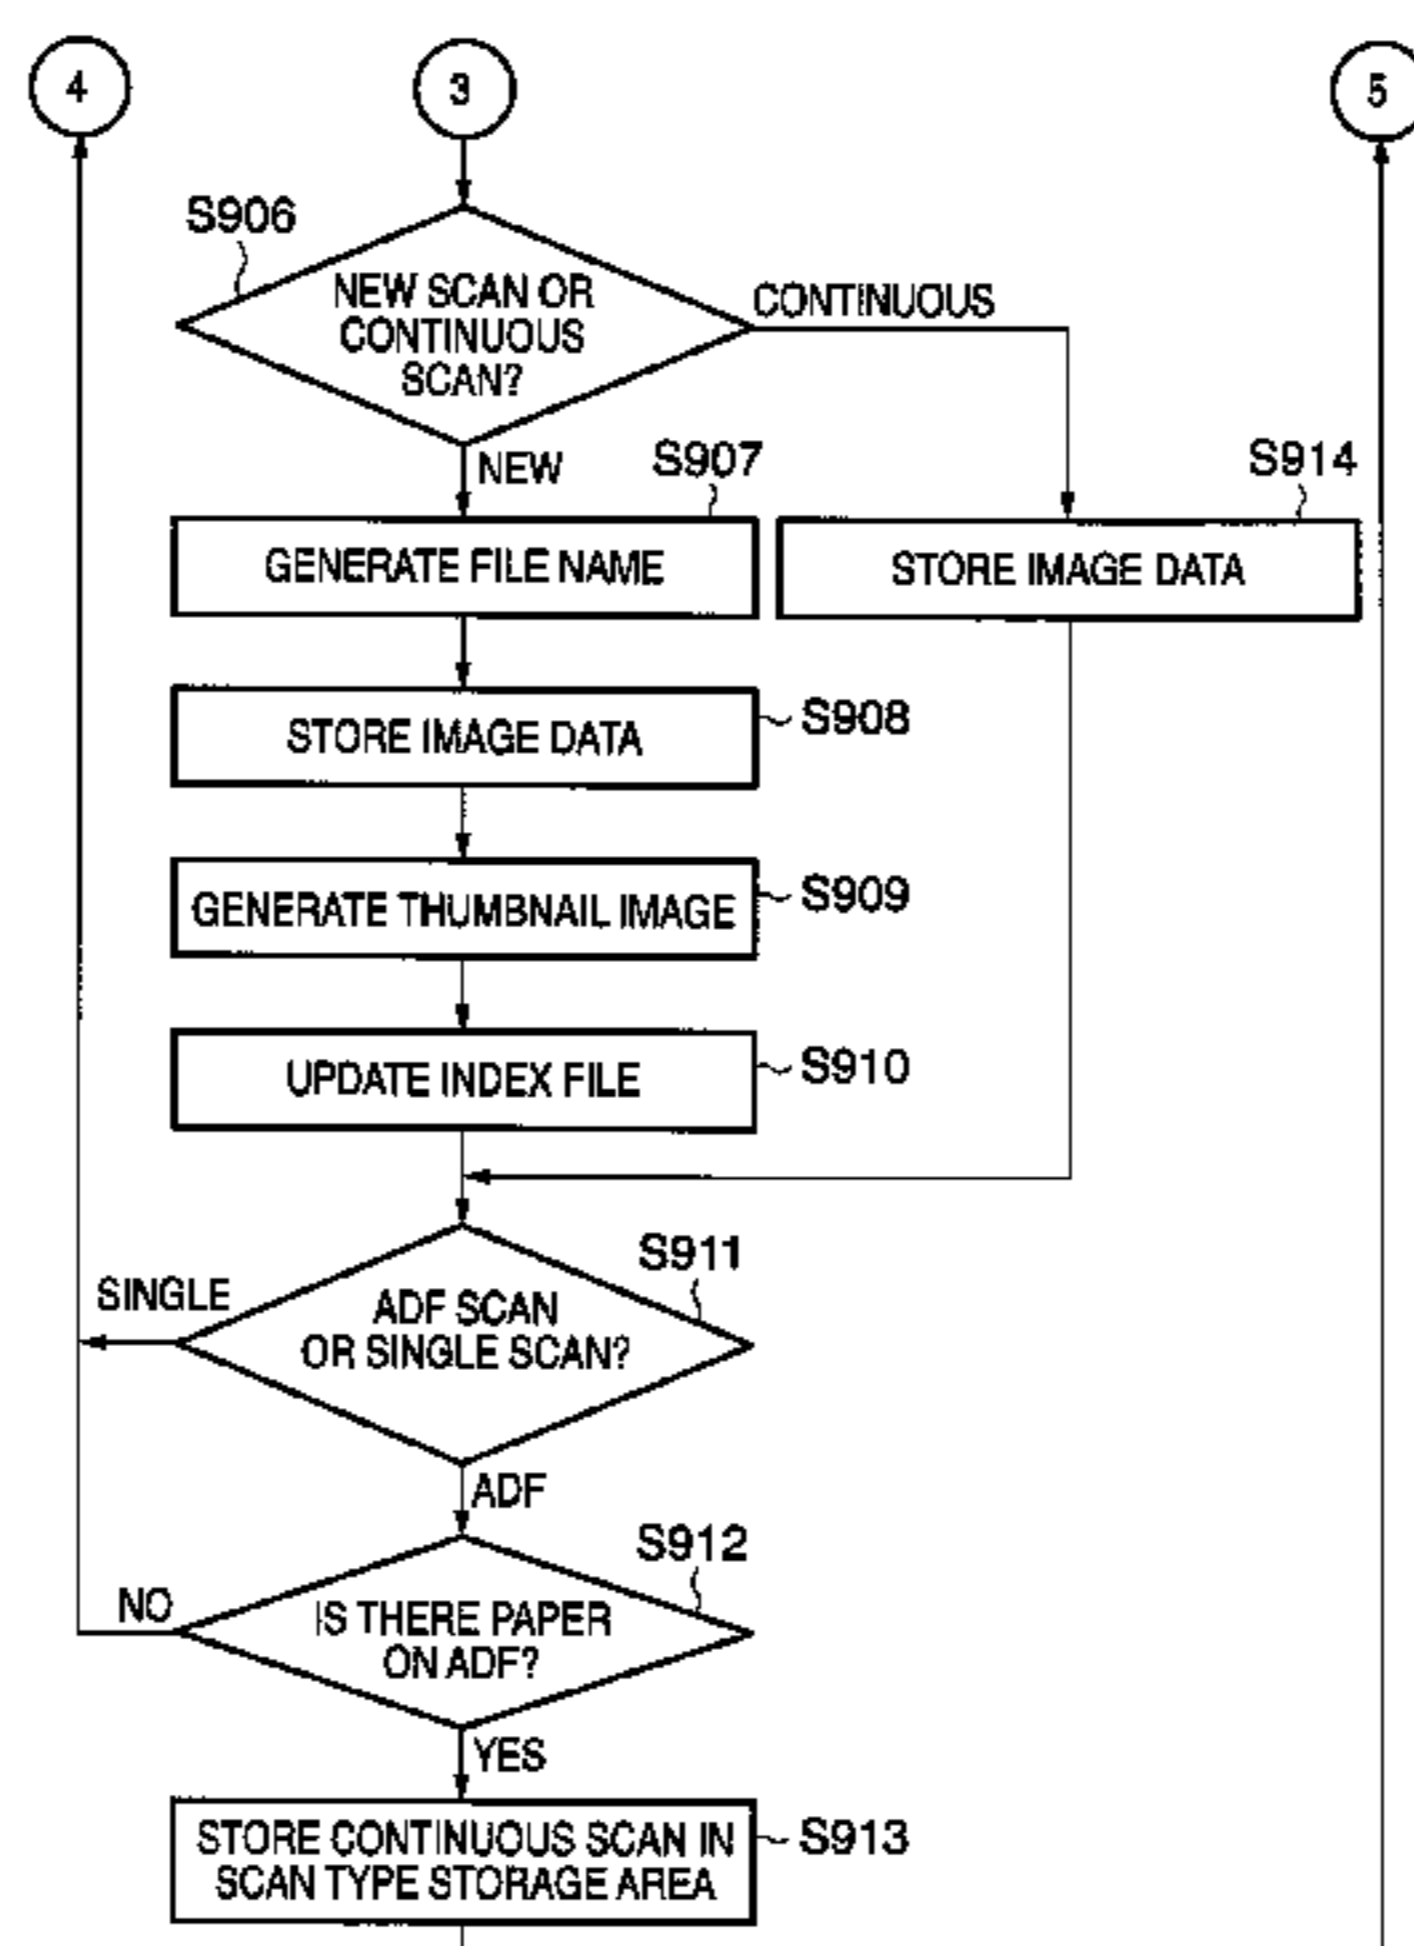 4
3
5
S906
NEW SCAN OR
CONTINUOUS
SCAN?
CONTINUOUS
NEW
S907
S914
GENERATE FILE NAME
STORE IMAGE DATA
STORE IMAGE DATA
S908
GENERATE THUMBNAIL IMAGE
S909
UPDATE INDEX FILE
S910
S911
SINGLE
ADF SCAN
OR SINGLE SCAN?
ADF
S912
NO
IS THERE PAPER
ON ADF?
YES
STORE CONTINUOUS SCAN IN
SCAN TYPE STORAGE AREA
S913